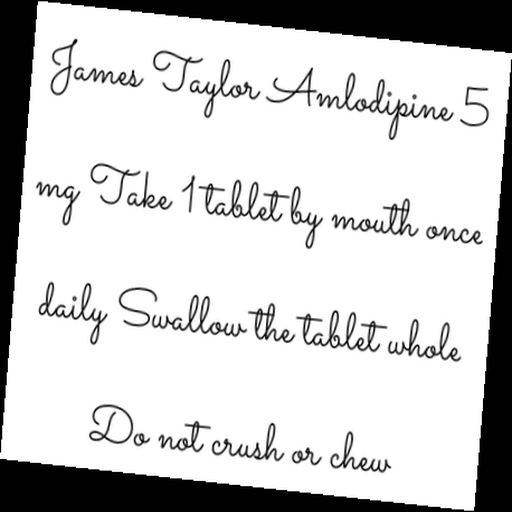 James Taylor Amlodipine 5
mg Take 1 tablet by mouth once
daily Swallow the tablet whole
Do not crush or chew